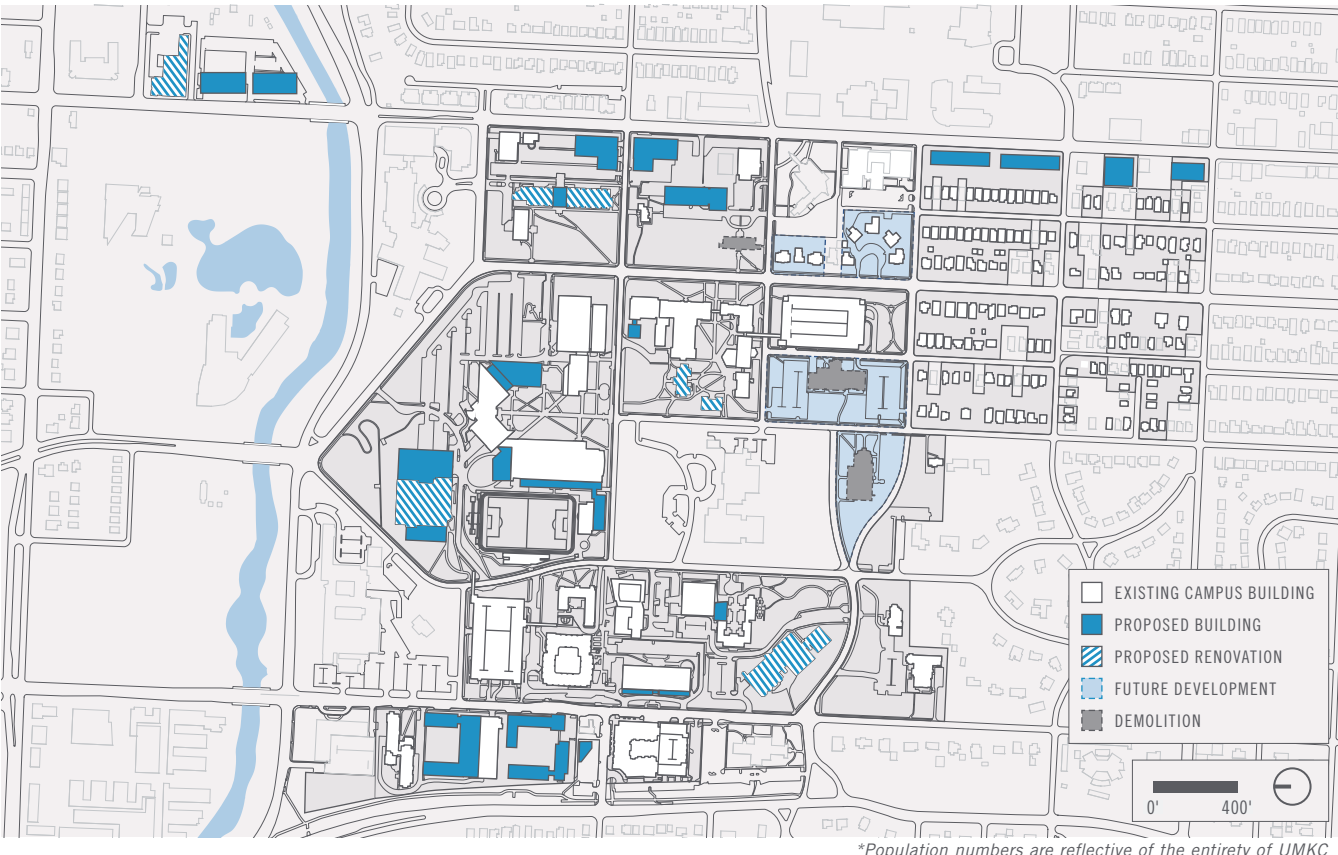 EXISTING CAMPUS BUILDING
PROPOSED BUILDING
PROPOSED RENOVATION
FUTURE DEVELOPMENT
DEMOLITION
0' 400'
*Population numbers are reflective of the entirety of UMKC